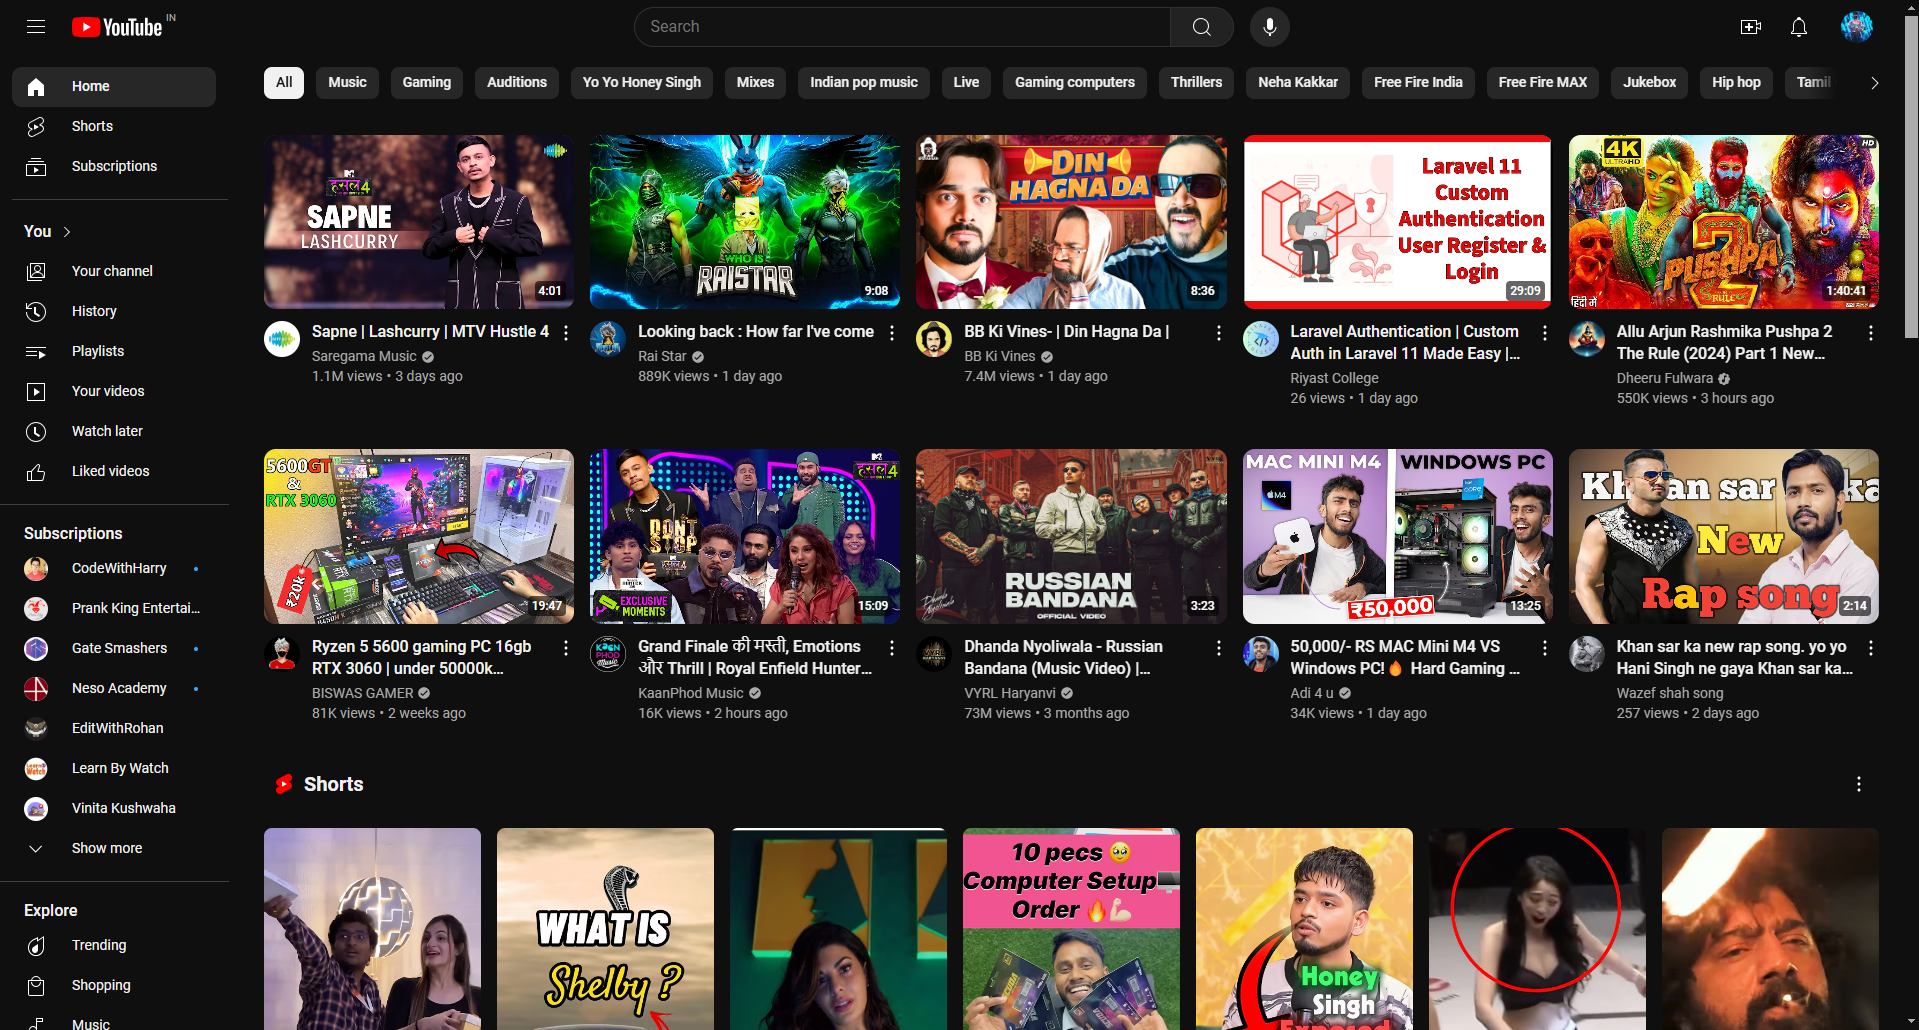 YouTube IN
Search
Home
Shorts
Subscriptions
You
Your channel
History
Playlists
Your videos
Watch later
Liked videos
Subscriptions
CodeWithHarry
Prank King Entertai...
Gate Smashers
Neso Academy
EditWithRohan
Learn By Watch
Vinita Kushwaha
Show more
Explore
Trending
Shopping
Music
All Music Gaming Auditions Yo Yo Honey Singh Mixes Indian pop music Live Gaming computers Thrillers Neha Kakkar Free Fire India Free Fire MAX Jukebox Hip hop Tamil
हसल 4
SAPNE
LASHCURRY
4:01
Sapne | Lashcurry | MTV Hustle 4
Saregama Music
1.1M views • 3 days ago
WHO IS
RAISTAR
9:08
Looking back : How far I've come
Rai Star
889K views • 1 day ago
DIN
HAGNA DA
8:36
BB Ki Vines- | Din Hagna Da |
BB Ki Vines
7.4M views • 1 day ago
Laravel 11
Custom
Authentication
User Register &
Login
29:09
Laravel Authentication | Custom
Auth in Laravel 11 Made Easy |...
Riyast College
26 views • 1 day ago
4K
ULTRA HD
HD
PUSHPA
2
RULE
हिंदी में
1:40:41
Allu Arjun Rashmika Pushpa 2
The Rule (2024) Part 1 New...
Dheeru Fulwara
550K views • 3 hours ago
5600GT
&
RTX 3060
₹20k
19:47
Ryzen 5 5600 gaming PC 16gb
RTX 3060 | under 50000k...
BISWAS GAMER
81K views • 2 weeks ago
हसल 4
DON'T
STOP
EXCLUSIVE
MOMENTS
15:09
Grand Finale की मस्ती, Emotions
और Thrill | Royal Enfield Hunter...
KaanPhod Music
16K views • 2 hours ago
RUSSIAN
BANDANA
OFFICIAL VIDEO
3:23
Dhanda Nyoliwala - Russian
Bandana (Music Video) |...
VYRL Haryanvi
73M views • 3 months ago
MAC MINI M4 WINDOWS PC
M4
CORE
₹50,000
13:25
50,000/- RS MAC Mini M4 VS
Windows PC!🔥 Hard Gaming ...
Adi 4 u
34K views • 1 day ago
Kh an sar ka
New
Rap song
2:14
Khan sar ka new rap song. yo yo
Hani Singh ne gaya Khan sar ka...
Wazef shah song
257 views • 2 days ago
Shorts
WHAT IS
Shelby ?
10 pecs 🥹
Computer Setup🖥️
Order 🔥💪
Honey
Singh
Exposed